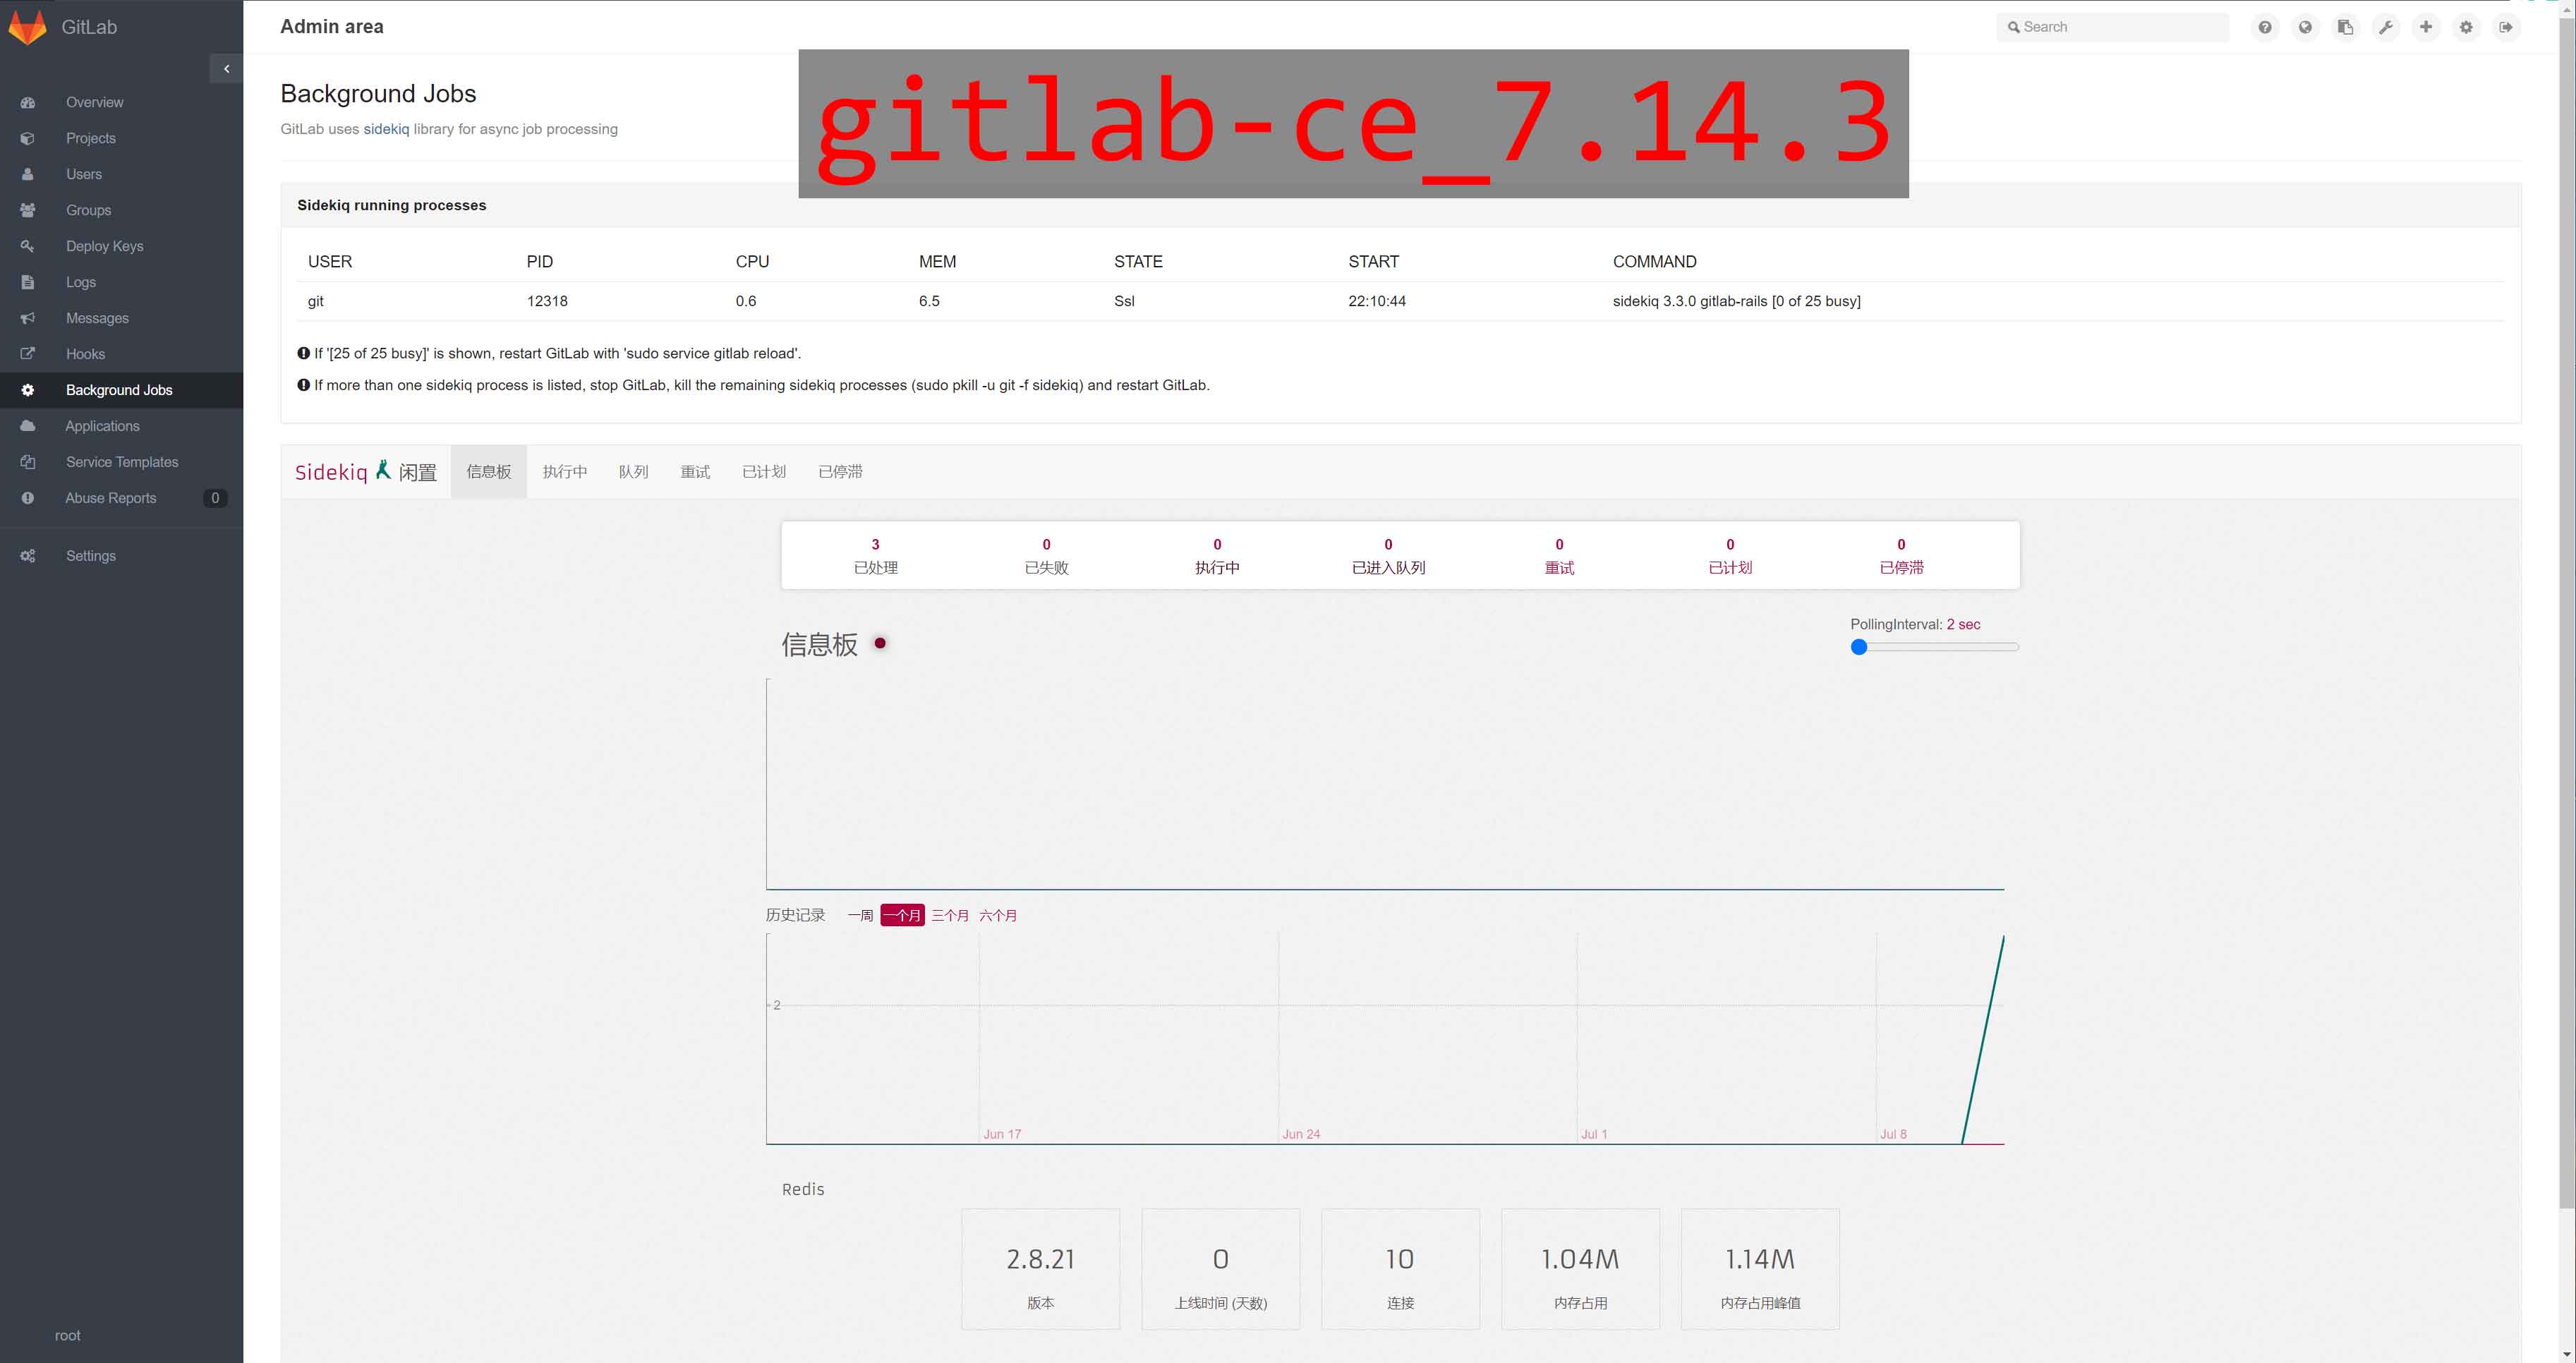 GitLab
Admin area
Search
gitlab-ce_7.14.3
Overview
Projects
Users
Groups
Deploy Keys
Logs
Messages
Hooks
Background Jobs
Applications
Service Templates
Abuse Reports 0
Settings
root
Background Jobs
GitLab uses sidekiq library for async job processing
Sidekiq running processes
USER PID CPU MEM STATE START COMMAND
git 12318 0.6 6.5 Ssl 22:10:44 sidekiq 3.3.0 gitlab-rails [0 of 25 busy]
If '[25 of 25 busy]' is shown, restart GitLab with 'sudo service gitlab reload'.
If more than one sidekiq process is listed, stop GitLab, kill the remaining sidekiq processes (sudo pkill -u git -f sidekiq) and restart GitLab.
Sidekiq 闲置 信息板 执行中 队列 重试 已计划 已停滞
3 0 0 0 0 0 0
已处理 已失败 执行中 已进入队列 重试 已计划 已停滞
信息板
PollingInterval: 2 sec
历史记录 一周 一个月 三个月 六个月
2
Jun 17 Jun 24 Jul 1 Jul 8
Redis
2.8.21 0 10 1.04M 1.14M
版本 上线时间 (天数) 连接 内存占用 内存占用峰值